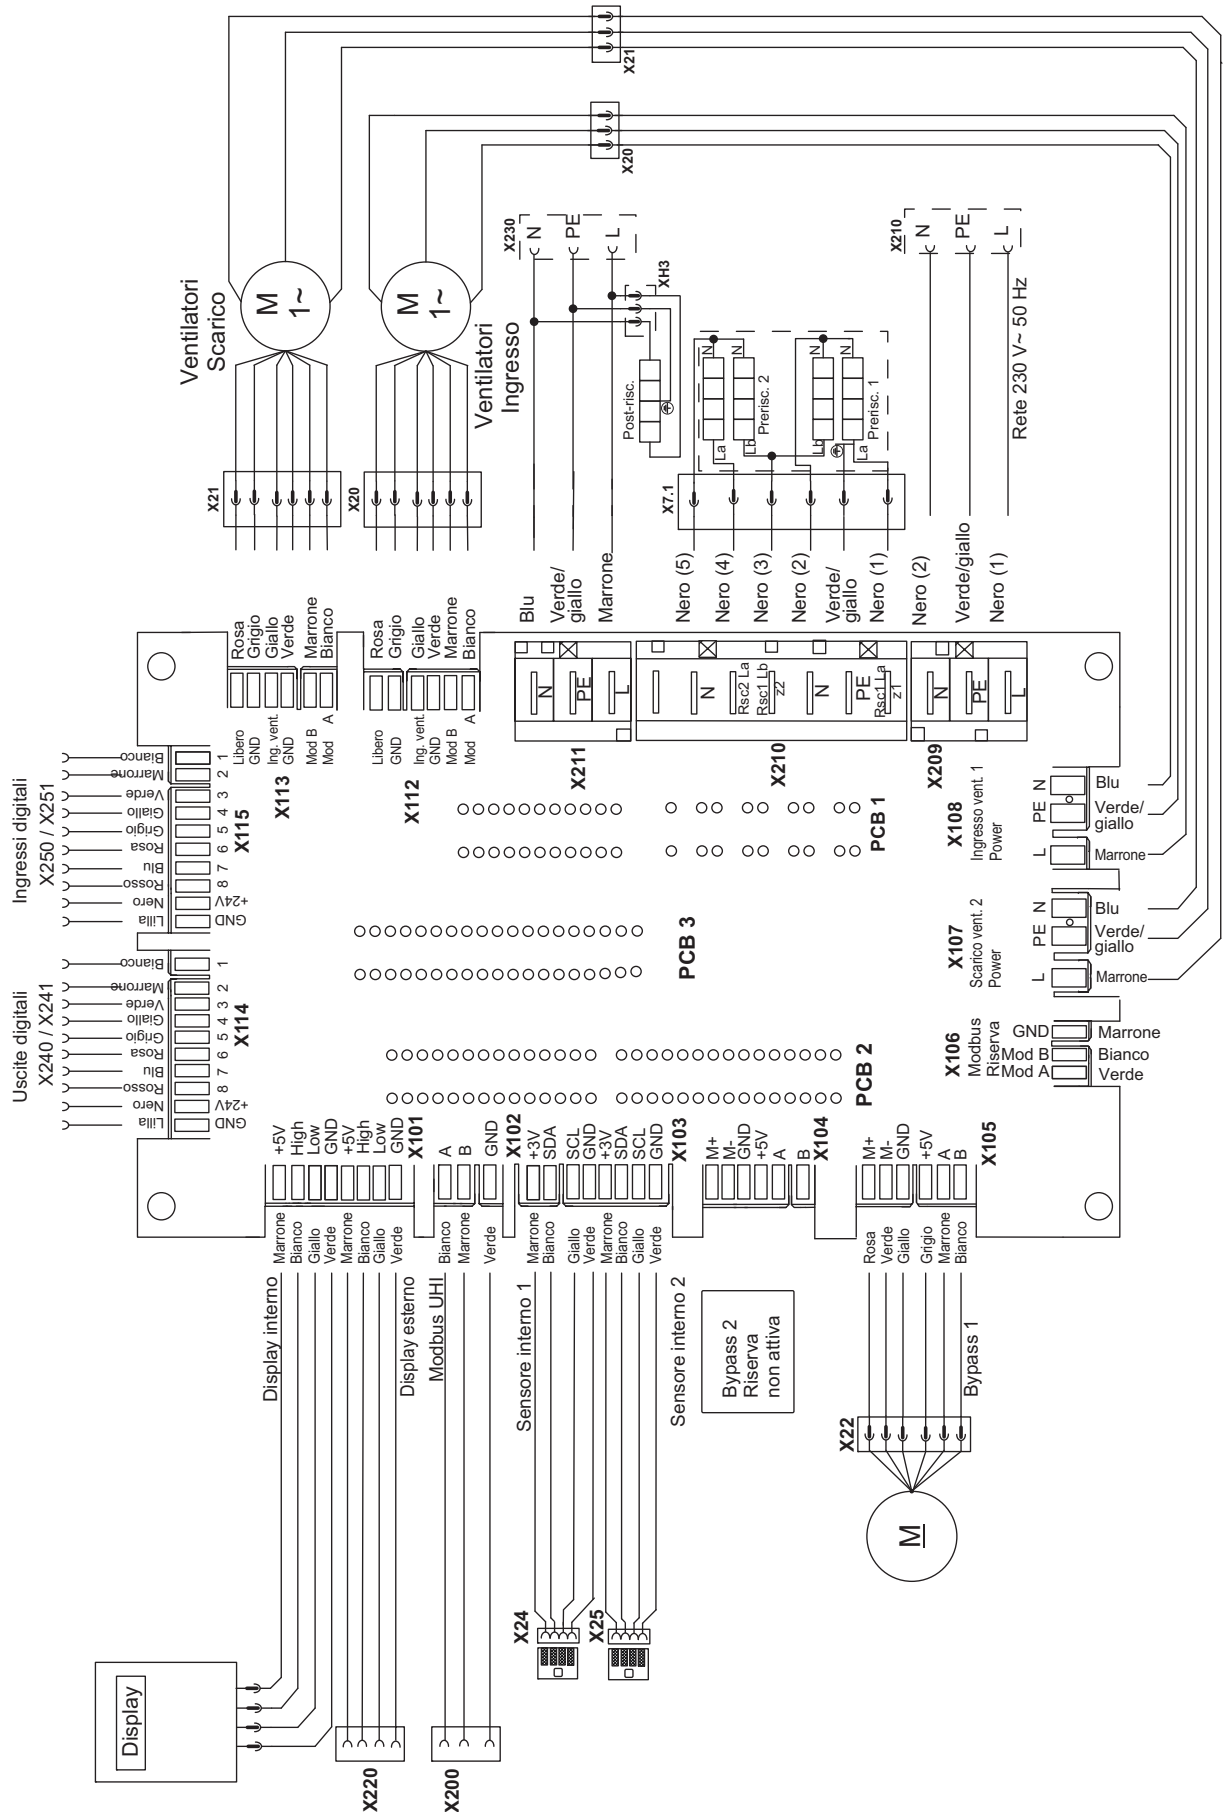 X21
X20
Ventilatori
Scarico
M
1~
M
1~
Ventilatori
Ingresso
X21
X20
X230
N
PE
L
XH3
Post-risc.
X210
N
PE
L
Rete 230 V~ 50 Hz
N
La
N
Lb
Prerisc. 2
N
Lb
N
La
Prerisc. 1
X7.1
Blu
Verde/
giallo
Marrone
Nero (5)
Nero (4)
Nero (3)
Nero (2)
Verde/
giallo
Nero (1)
Nero (2)
Verde/giallo
Nero (1)
Ingressi digitali
X250 / X251
Bianco
Marrone
Verde
Giallo
Grigio
Rosa
Blu
Rosso
Nero
Lilla
1
2
3
4
5
6
7
8
+24V
GND
X115
Uscite digitali
X240 / X241
Bianco
Marrone
Verde
Giallo
Grigio
Rosa
Blu
Rosso
Nero
Lilla
1
2
3
4
5
6
7
8
+24V
GND
X114
Rosa
Grigio
Giallo
Verde
Marrone
Bianco
Libero
GND
Ing. vent.
GND
Mod B
Mod A
X113
Rosa
Grigio
Giallo
Verde
Marrone
Bianco
Libero
GND
Ing. vent.
GND
Mod B
Mod A
X112
N
PE
L
X211
N
Rsc2 La
Rsc1 Lb
z2
N
PE
Rsc1 La
z1
X210
N
PE
L
X209
PCB 1
PCB 3
PCB 2
X108
Ingresso vent. 1
Power
N
PE
L
Blu
Verde/
giallo
Marrone
X107
Scarico vent. 2
Power
N
PE
L
Blu
Verde/
giallo
Marrone
X106
Modbus
Riserva
GND
Mod B
Mod A
Marrone
Bianco
Verde
+5V
High
Low
GND
+5V
High
Low
GND
X101
A
B
GND
X102
+3V
SDA
SCL
GND
+3V
SDA
SCL
GND
X103
M+
M-
GND
+5V
A
B
X104
M+
M-
GND
+5V
A
B
X105
Marrone
Bianco
Giallo
Verde
Marrone
Bianco
Giallo
Verde
Bianco
Marrone
Verde
Marrone
Bianco
Giallo
Verde
Marrone
Bianco
Giallo
Verde
Rosa
Verde
Giallo
Grigio
Marrone
Bianco
Display interno
Display esterno
Modbus UHI
Sensore interno 1
Sensore interno 2
Bypass 2
Riserva
non attiva
Bypass 1
X22
M
X24
X25
Display
X220
X200